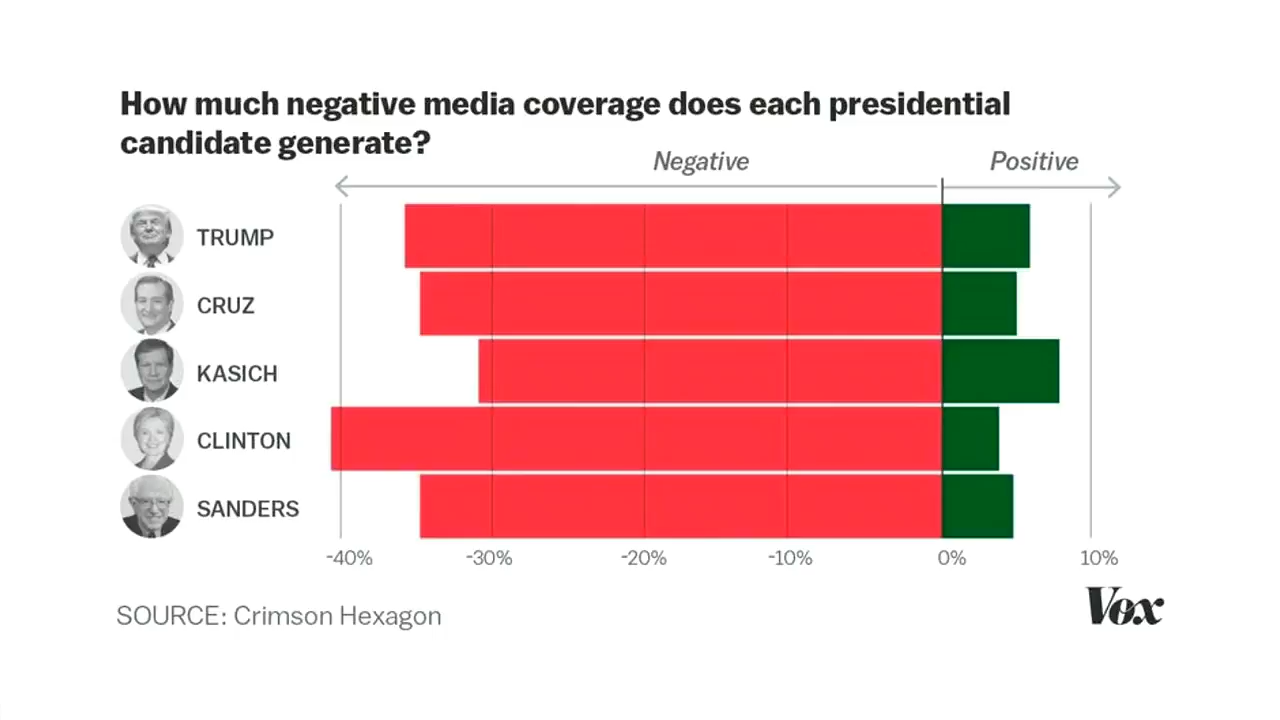 How much negative media coverage does each presidential
candidate generate?
Negative
Positive
TRUMP
CRUZ
KASICH
CLINTON
SANDERS
-40%
-30%
-20%
-10%
0%
10%
SOURCE: Crimson Hexagon
Vox